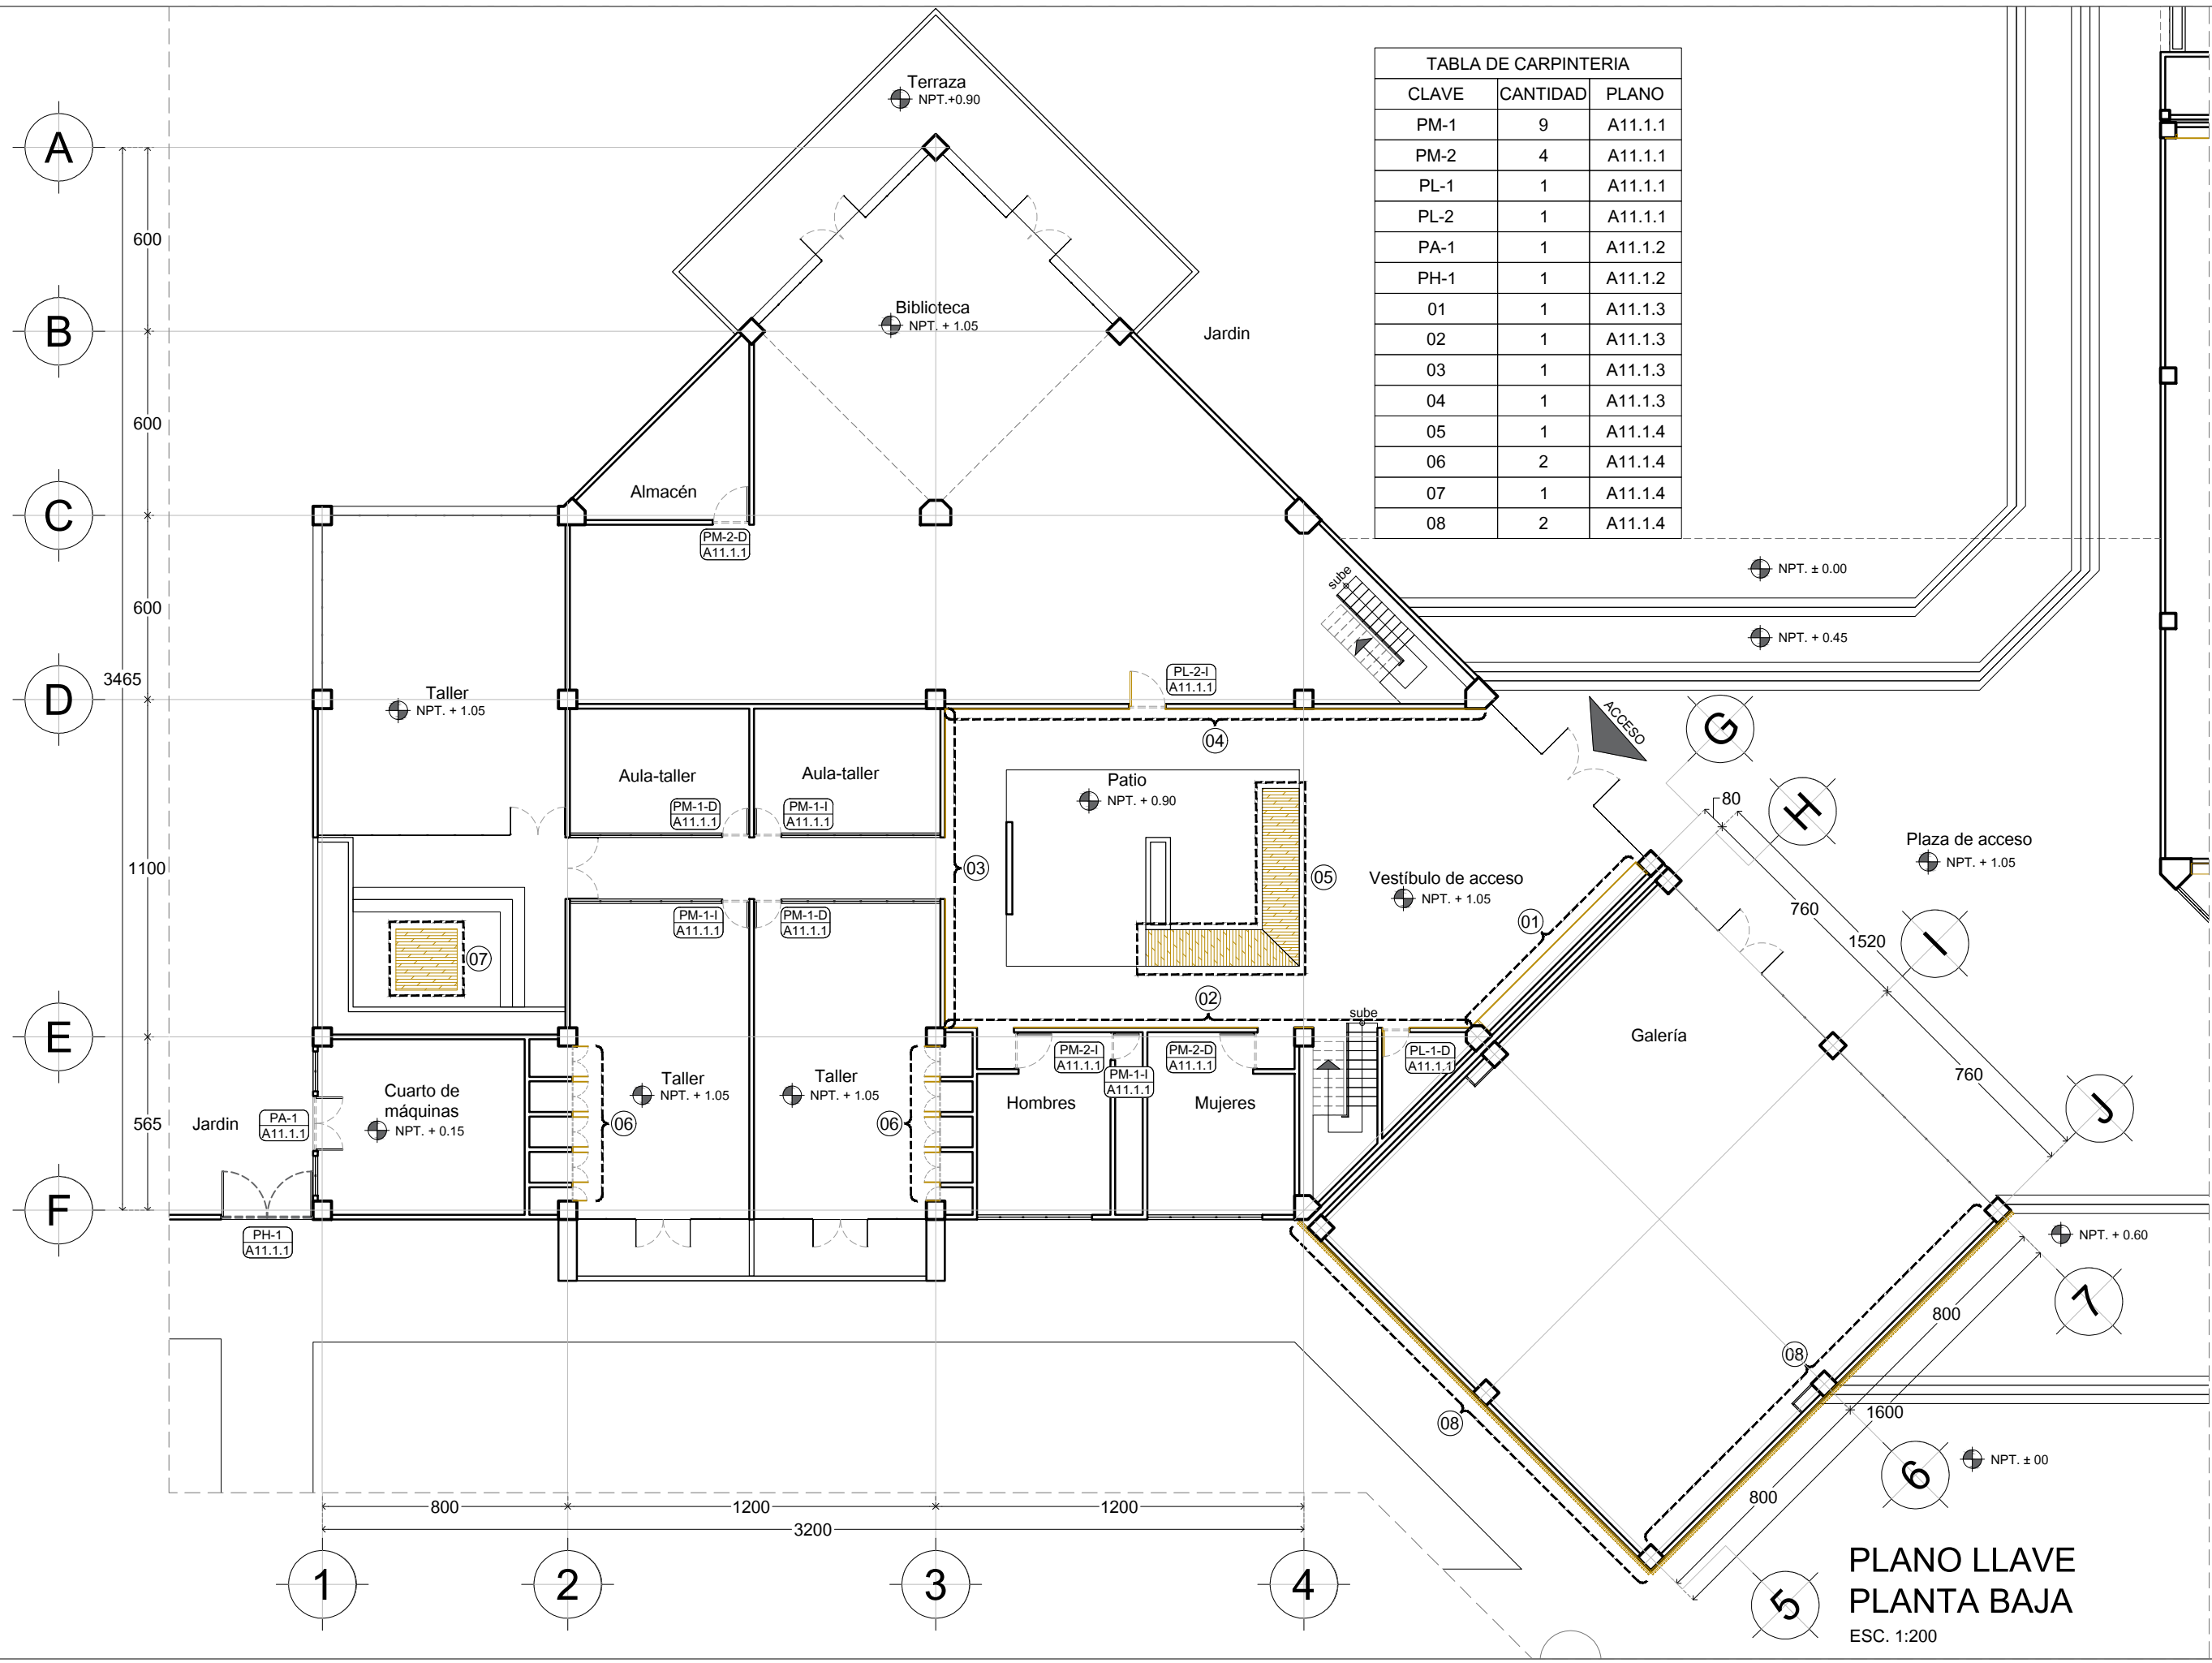 TABLA DE CARPINTERIA
CLAVE CANTIDAD PLANO
PM-1 9 A11.1.1
PM-2 4 A11.1.1
PL-1 1 A11.1.1
PL-2 1 A11.1.1
PA-1 1 A11.1.2
PH-1 1 A11.1.2
01 1 A11.1.3
02 1 A11.1.3
03 1 A11.1.3
04 1 A11.1.3
05 1 A11.1.4
06 2 A11.1.4
07 1 A11.1.4
08 2 A11.1.4
Terraza
NPT.+0.90
A
600
B
Biblioteca
NPT. + 1.05
Jardin
600
C
Almacén
PM-2-D
A11.1.1
NPT. ± 0.00
600
sube
NPT. + 0.45
3465
D
Taller
NPT. + 1.05
PL-2-I
A11.1.1
04
ACCESO
G
H
80
Aula-taller
Aula-taller
PM-1-D
A11.1.1
PM-1-I
A11.1.1
Patio
NPT. + 0.90
Plaza de acceso
NPT. + 1.05
1100
03
05
Vestíbulo de acceso
NPT. + 1.05
760
I
1520
PM-1-I
A11.1.1
PM-1-D
A11.1.1
01
07
02
sube
E
Galería
760
J
PM-2-I
A11.1.1
PM-1-I
A11.1.1
PM-2-D
A11.1.1
PL-1-D
A11.1.1
Cuarto de
máquinas
NPT. + 0.15
Taller
NPT. + 1.05
Taller
NPT. + 1.05
Hombres
Mujeres
565
Jardin
PA-1
A11.1.1
06
06
F
PH-1
A11.1.1
NPT. + 0.60
7
800
08
08
1600
6
NPT. ± 00
800
800
1200
1200
3200
1
2
3
4
5
PLANO LLAVE
PLANTA BAJA
ESC. 1:200